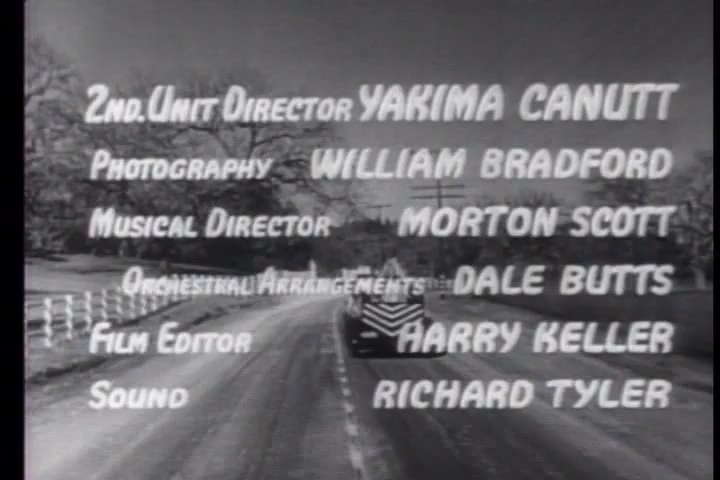 2ND. UNIT DIRECTOR YAKIMA CANUTT
PHOTOGRAPHY WILLIAM BRADFORD
MUSICAL DIRECTOR MORTON SCOTT
ORCHESTRAL ARRANGEMENTS DALE BUTTS
FILM EDITOR HARRY KELLER
SOUND RICHARD TYLER